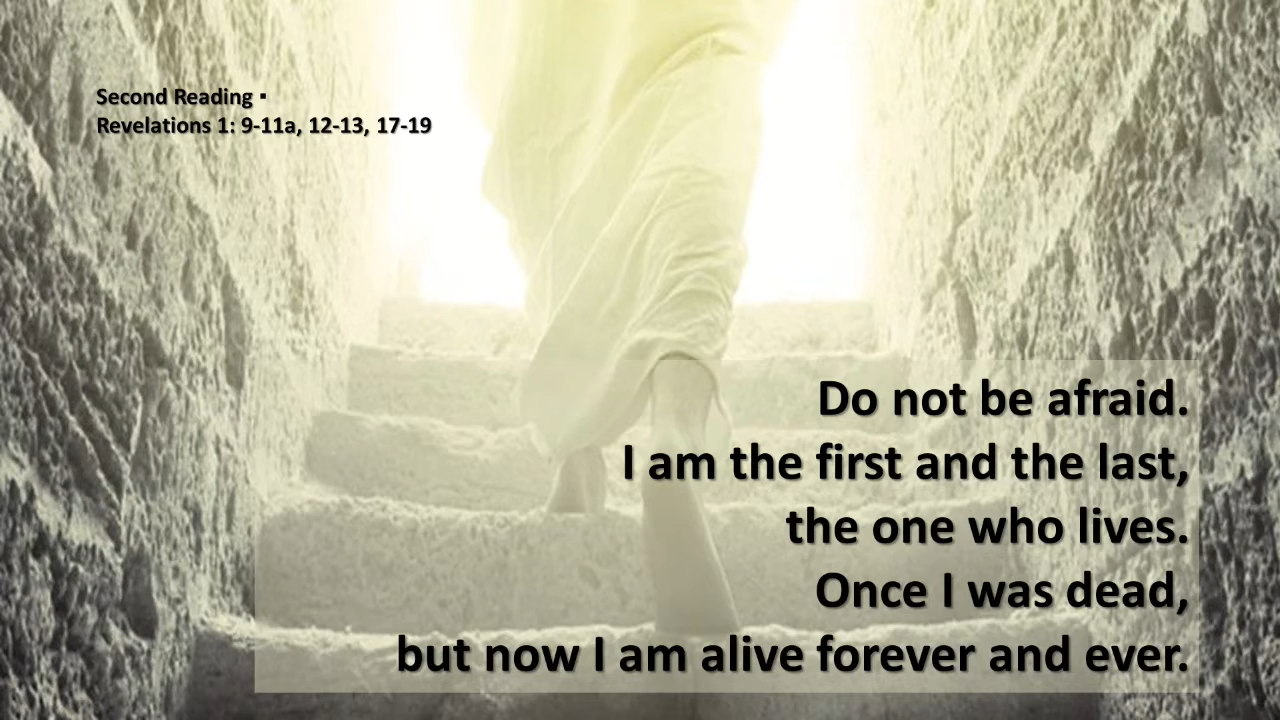 Second Reading ▪
Revelations 1: 9-11a, 12-13, 17-19
Do not be afraid.
I am the first and the last,
the one who lives.
Once I was dead,
but now I am alive forever and ever.